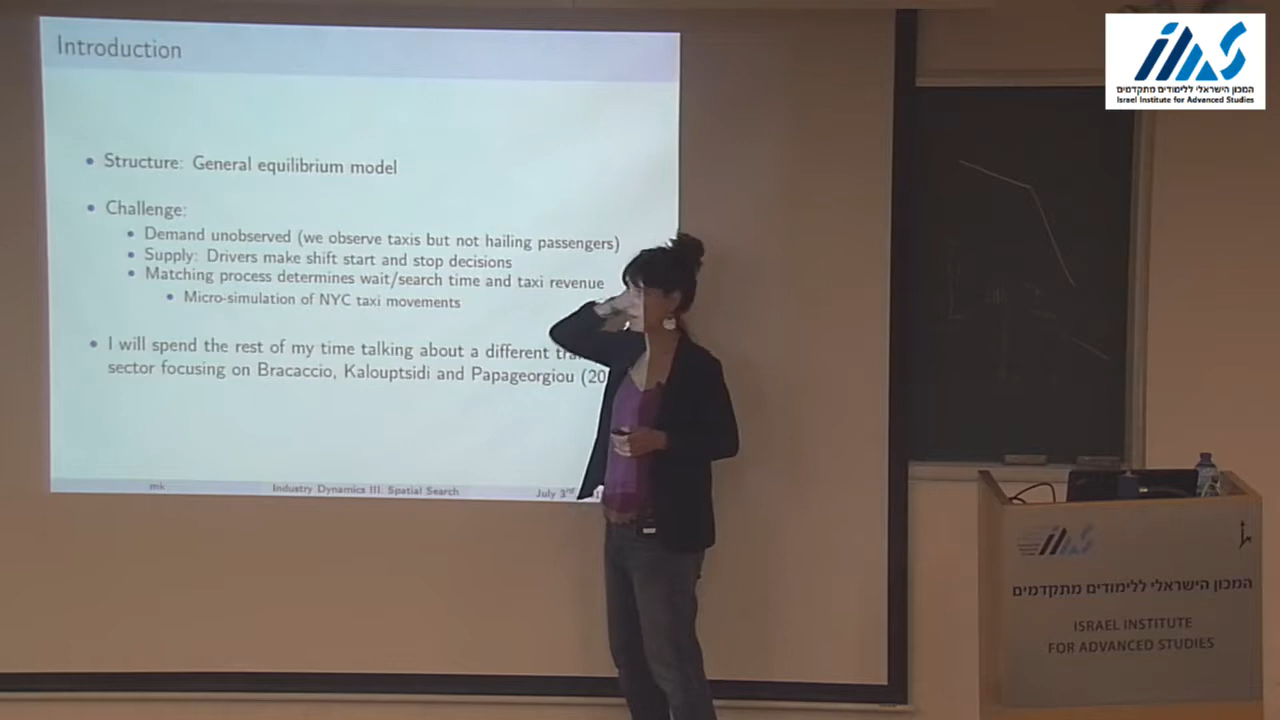 Introduction
• Structure: General equilibrium model
• Challenge:
• Demand unobserved (we observe taxis but not hailing passengers)
• Supply: Drivers make shift start and stop decisions
• Matching process determines wait/search time and taxi revenue
• Micro-simulation of NYC taxi movements
• I will spend the rest of my time talking about a different
sector focusing on Bracaccio, Kalouptsidi and Papageorgiou
mk
Industry Dynamics III: Spatial Search
July 3rd
המכון הישראלי ללימודים מתקדמים
Israel Institute for Advanced Studies
המכון הישראלי ללימודים מתקדמים
ISRAEL INSTITUTE
FOR ADVANCED STUDIES